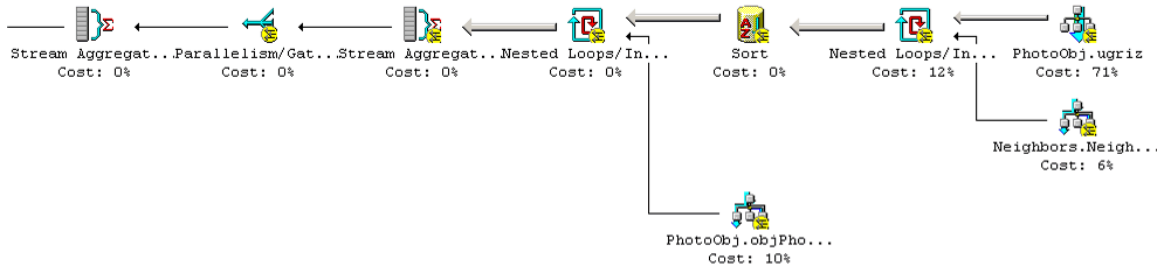 Stream Aggregat... Parallelism/Gat... Stream Aggregat... Nested Loops/In... Sort Nested Loops/In... PhotoObj.ugriz
Cost: 0% Cost: 0% Cost: 0% Cost: 0% Cost: 0% Cost: 12% Cost: 71%
Neighbors.Neigh...
Cost: 6%
PhotoObj.objPho...
Cost: 10%